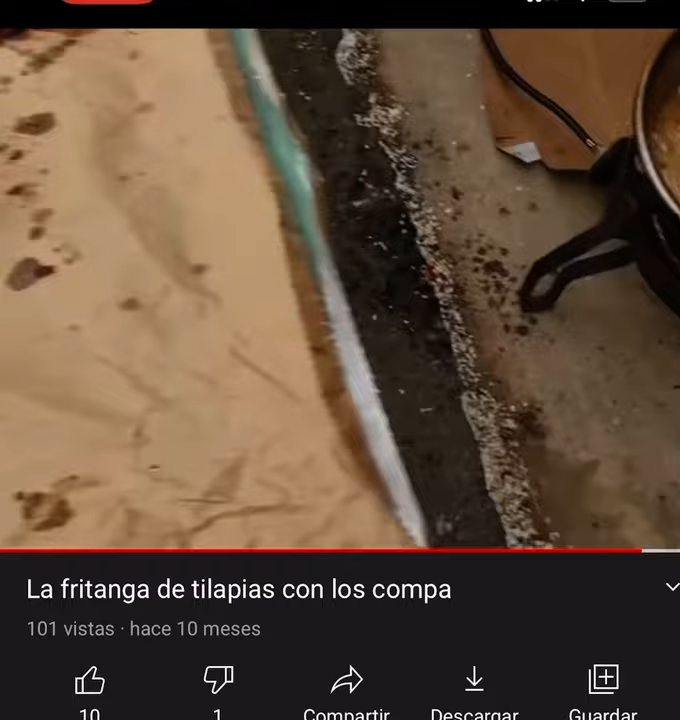 La fritanga de tilapias con los compa
101 vistas · hace 10 meses
10 1 Compartir Descargar Guardar